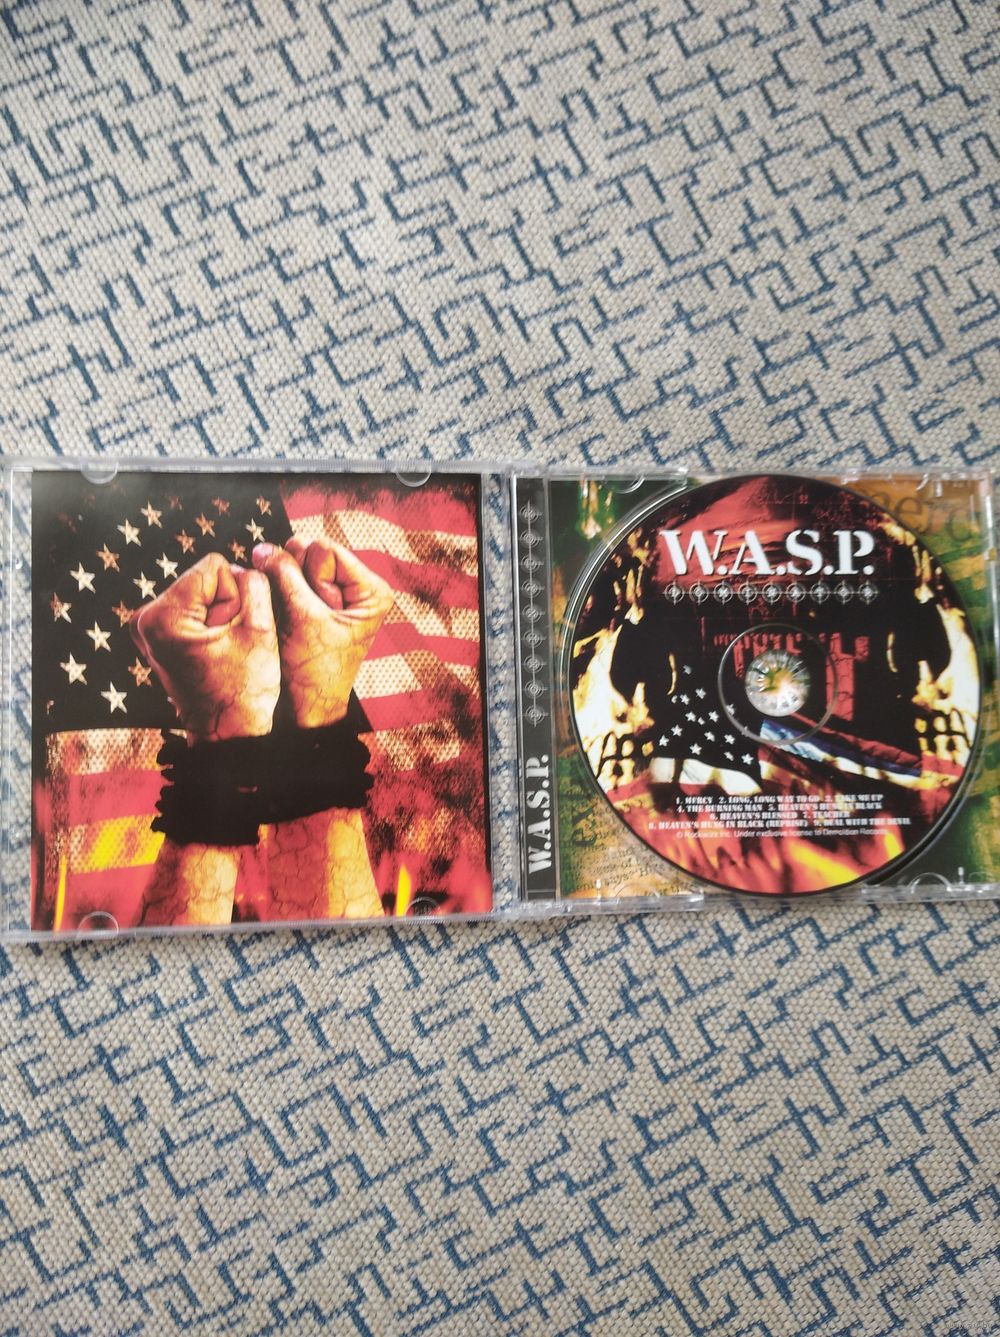 W.A.S.P.
DOMINATOR
1. MERCY 2. LONG, LONG WAY TO GO 3. TAKE ME UP
4. THE BURNING MAN 5. HEAVEN'S HUNG IN BLACK
6. HEAVEN'S BLESSED 7. TEACHER
8. HEAVEN'S HUNG IN BLACK (REPRISE) 9. DEAL WITH THE DEVIL
© Rockwurx Inc. Under exclusive license to Demolition Records
W.A.S.P.